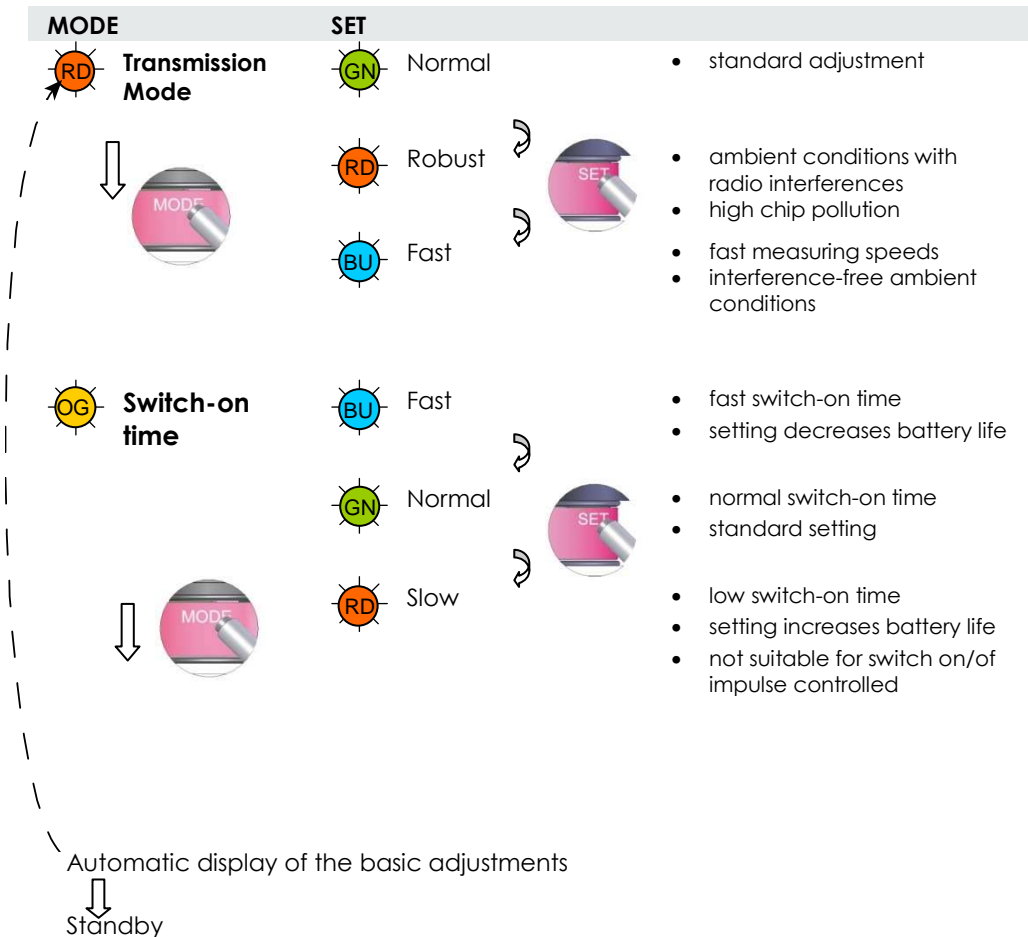 MODE SET
RD Transmission Mode
GN Normal
• standard adjustment
MODE
RD Robust
SET
• ambient conditions with
radio interferences
• high chip pollution
BU Fast
• fast measuring speeds
• interference-free ambient
conditions
OG Switch-on
time
BU Fast
• fast switch-on time
• setting decreases battery life
GN Normal
SET
• normal switch-on time
• standard setting
MODE
RD Slow
• low switch-on time
• setting increases battery life
• not suitable for switch on/of
impulse controlled
Automatic display of the basic adjustments
Standby